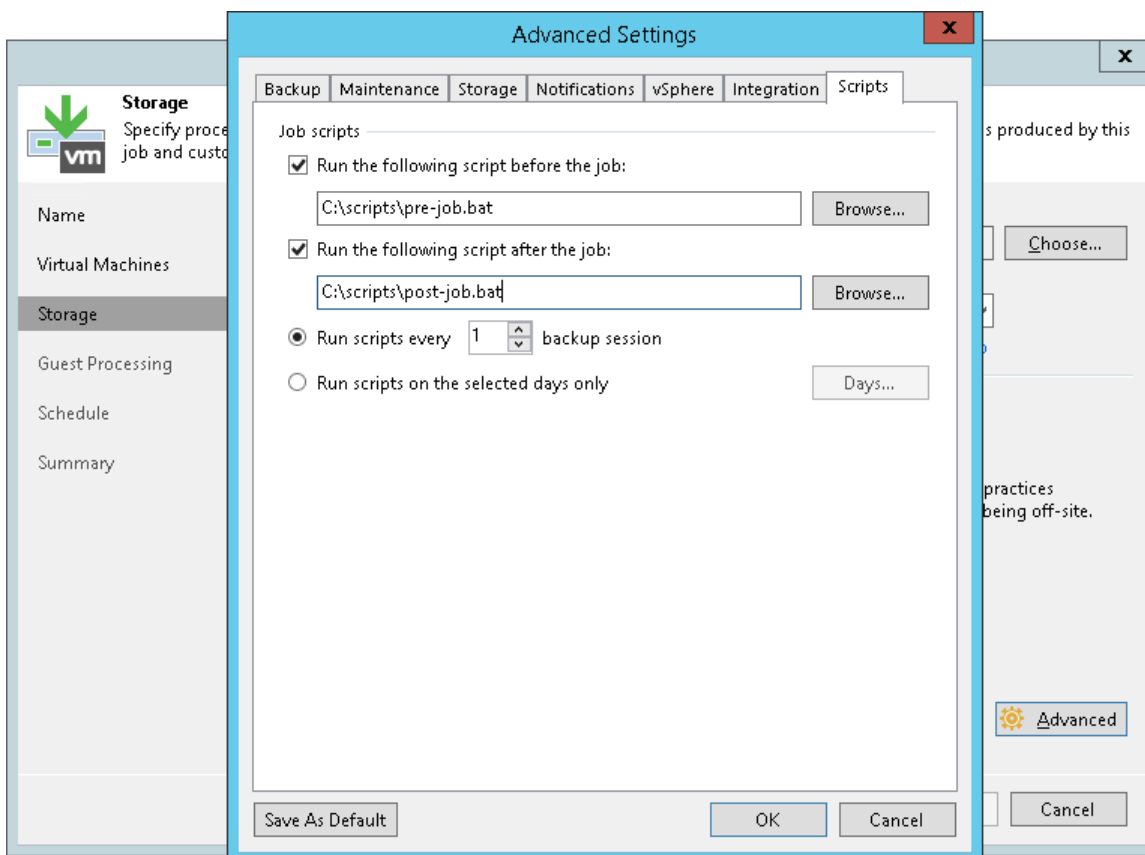 Advanced Settings
x
x
Backup
Maintenance
Storage
Notifications
vSphere
Integration
Scripts
Storage
Specify proce
job and custo
s produced by this
vm
Name
Virtual Machines
Storage
Guest Processing
Schedule
Summary
Job scripts
Run the following script before the job:
C:\scripts\pre-job.bat
Browse...
Run the following script after the job:
C:\scripts\post-job.bat
Browse...
Run scripts every 1 backup session
Run scripts on the selected days only
Days...
Choose...
practices
being off-site.
Advanced
Save As Default
OK
Cancel
Cancel